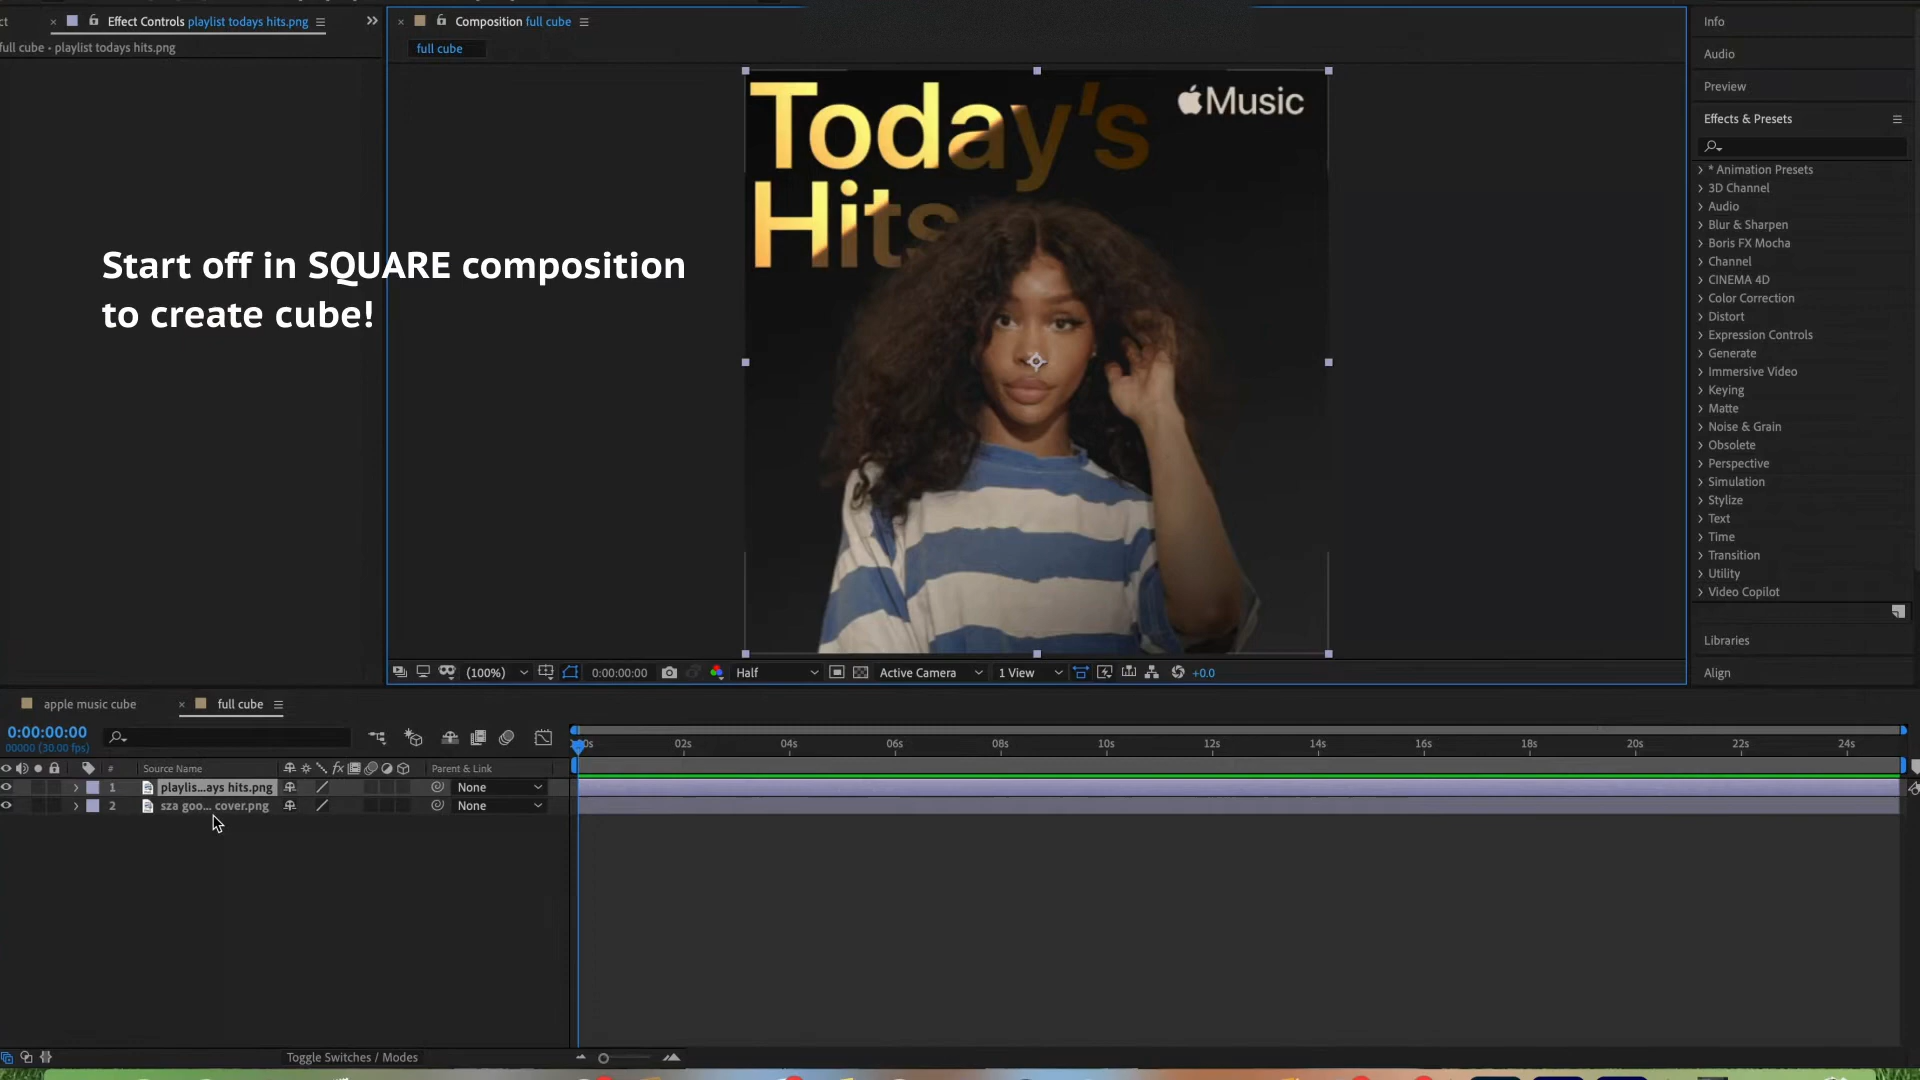 ct
Effect Controls playlist todays hits.png
full cube • playlist todays hits.png
Composition full cube
full cube
Today's
Hits
Music
Start off in SQUARE composition
to create cube!
(100%)
0:00:00:00
Half
Active Camera
1 View
+0.0
Info
Audio
Preview
Effects & Presets
* Animation Presets
3D Channel
Audio
Blur & Sharpen
Boris FX Mocha
Channel
CINEMA 4D
Color Correction
Distort
Expression Controls
Generate
Immersive Video
Keying
Matte
Noise & Grain
Obsolete
Perspective
Simulation
Stylize
Text
Time
Transition
Utility
Video Copilot
Libraries
Align
apple music cube
full cube
0:00:00:00
00000 (30.00 fps)
# Source Name fx Parent & Link
1 playlis...ays hits.png None
2 sza goo... cover.png None
:00s 02s 04s 06s 08s 10s 12s 14s 16s 18s 20s 22s 24s
Toggle Switches / Modes